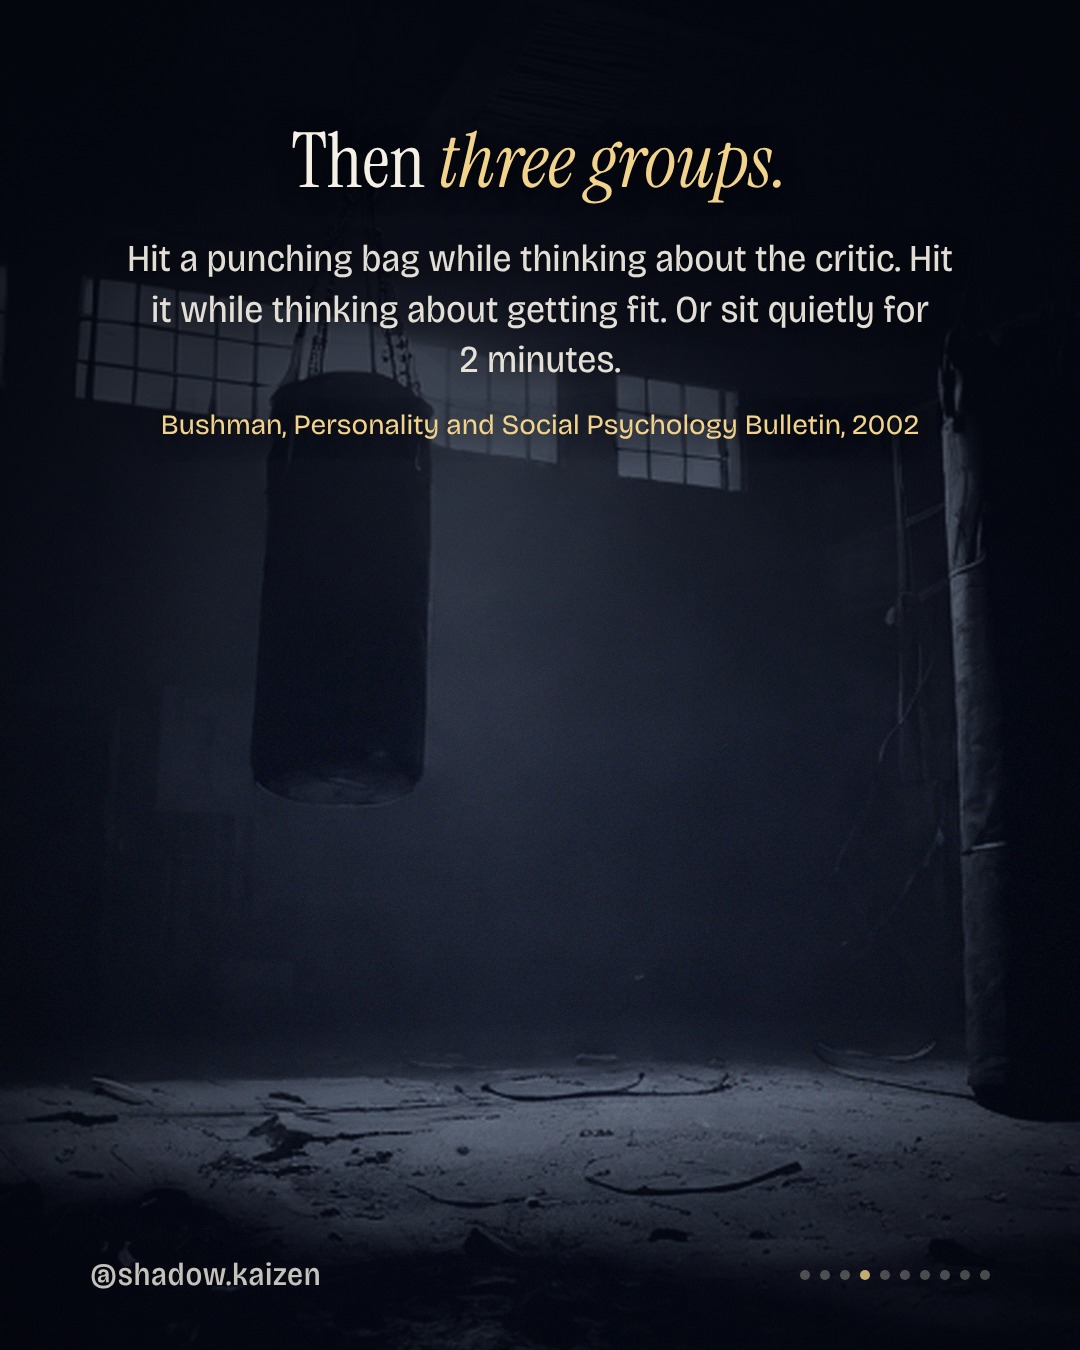 Then three groups.
Hit a punching bag while thinking about the critic. Hit
it while thinking about getting fit. Or sit quietly for
2 minutes.
Bushman, Personality and Social Psychology Bulletin, 2002
@shadow.kaizen